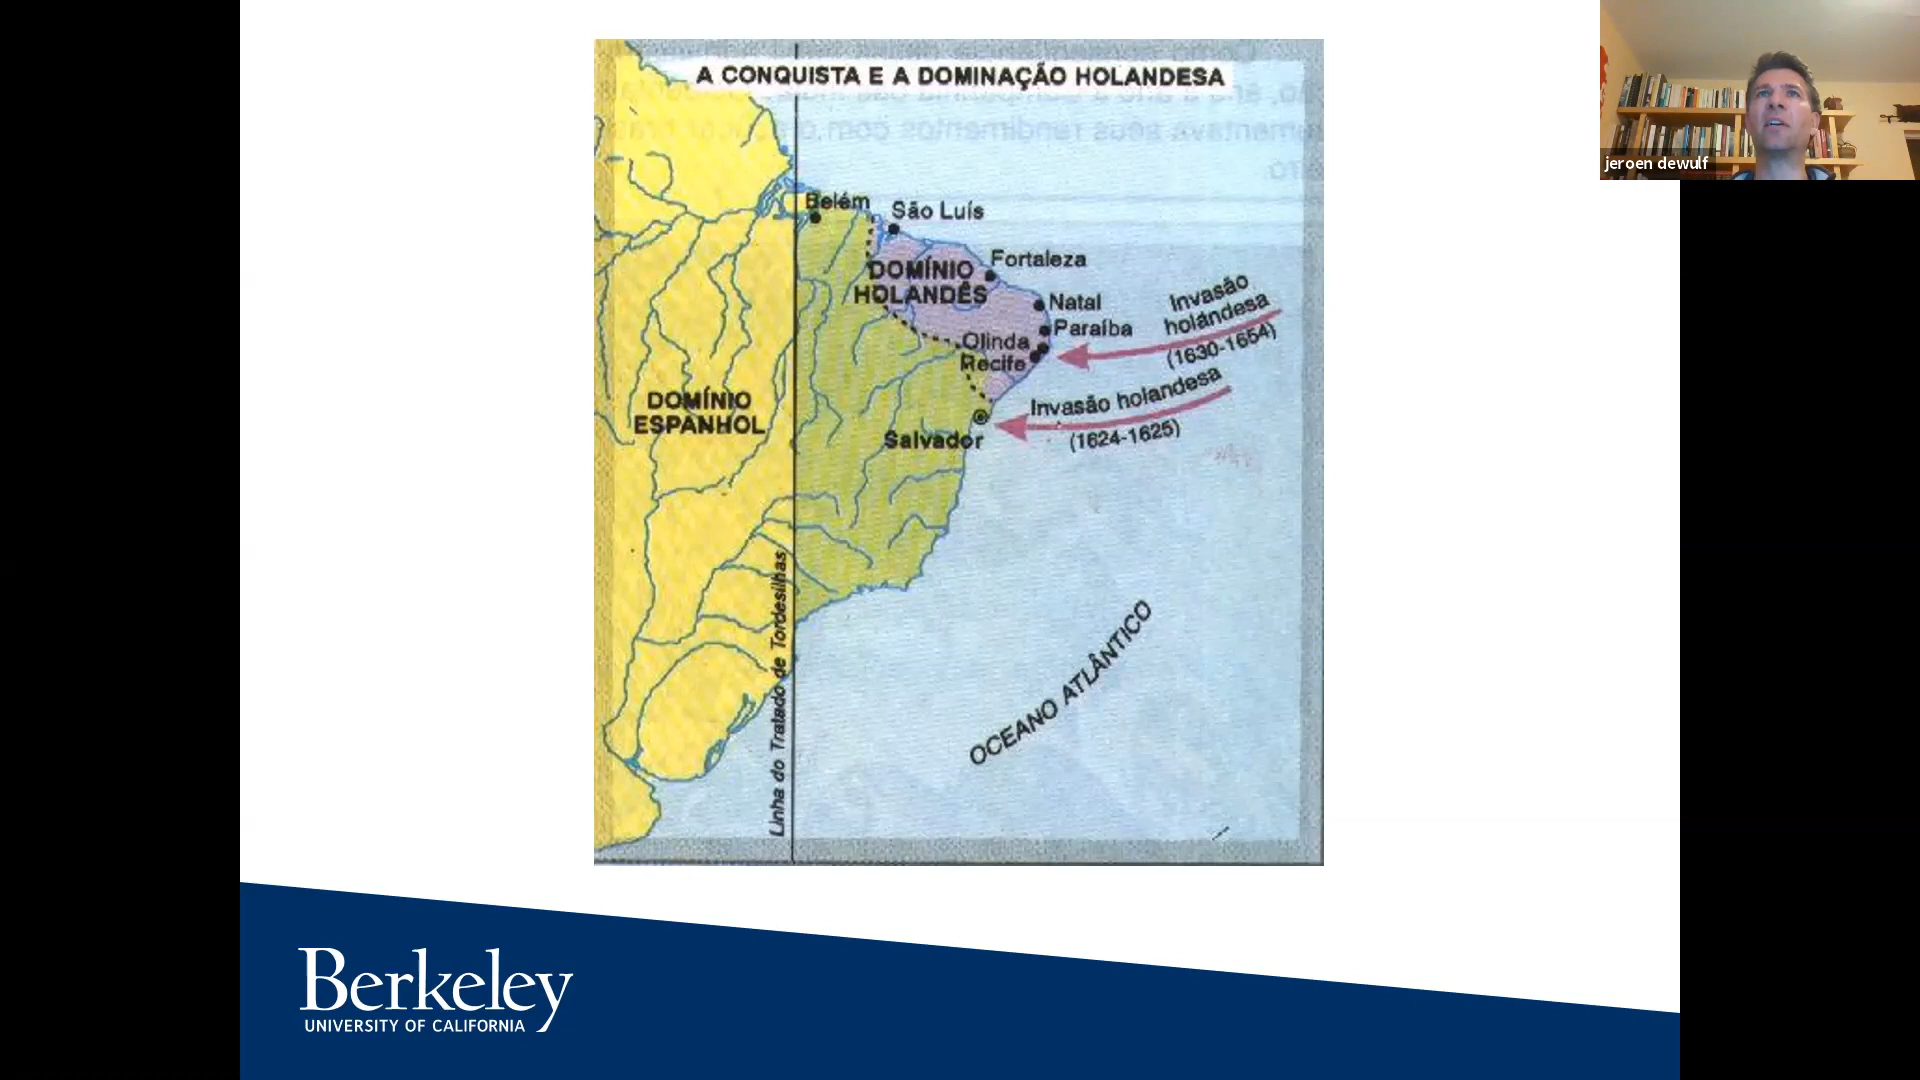 A CONQUISTA E A DOMINAÇÃO HOLANDESA
jeroen dewulf
Belém
São Luís
Fortaleza
DOMÍNIO
HOLANDÊS
Natal
Paraíba
Olinda
Recife
Invasão
holandesa
(1630-1654)
Invasão holandesa
(1624-1625)
DOMÍNIO
ESPANHOL
Salvador
Linha do Tratado de Tordesilhas
OCEANO ATLÂNTICO
Berkeley
UNIVERSITY OF CALIFORNIA